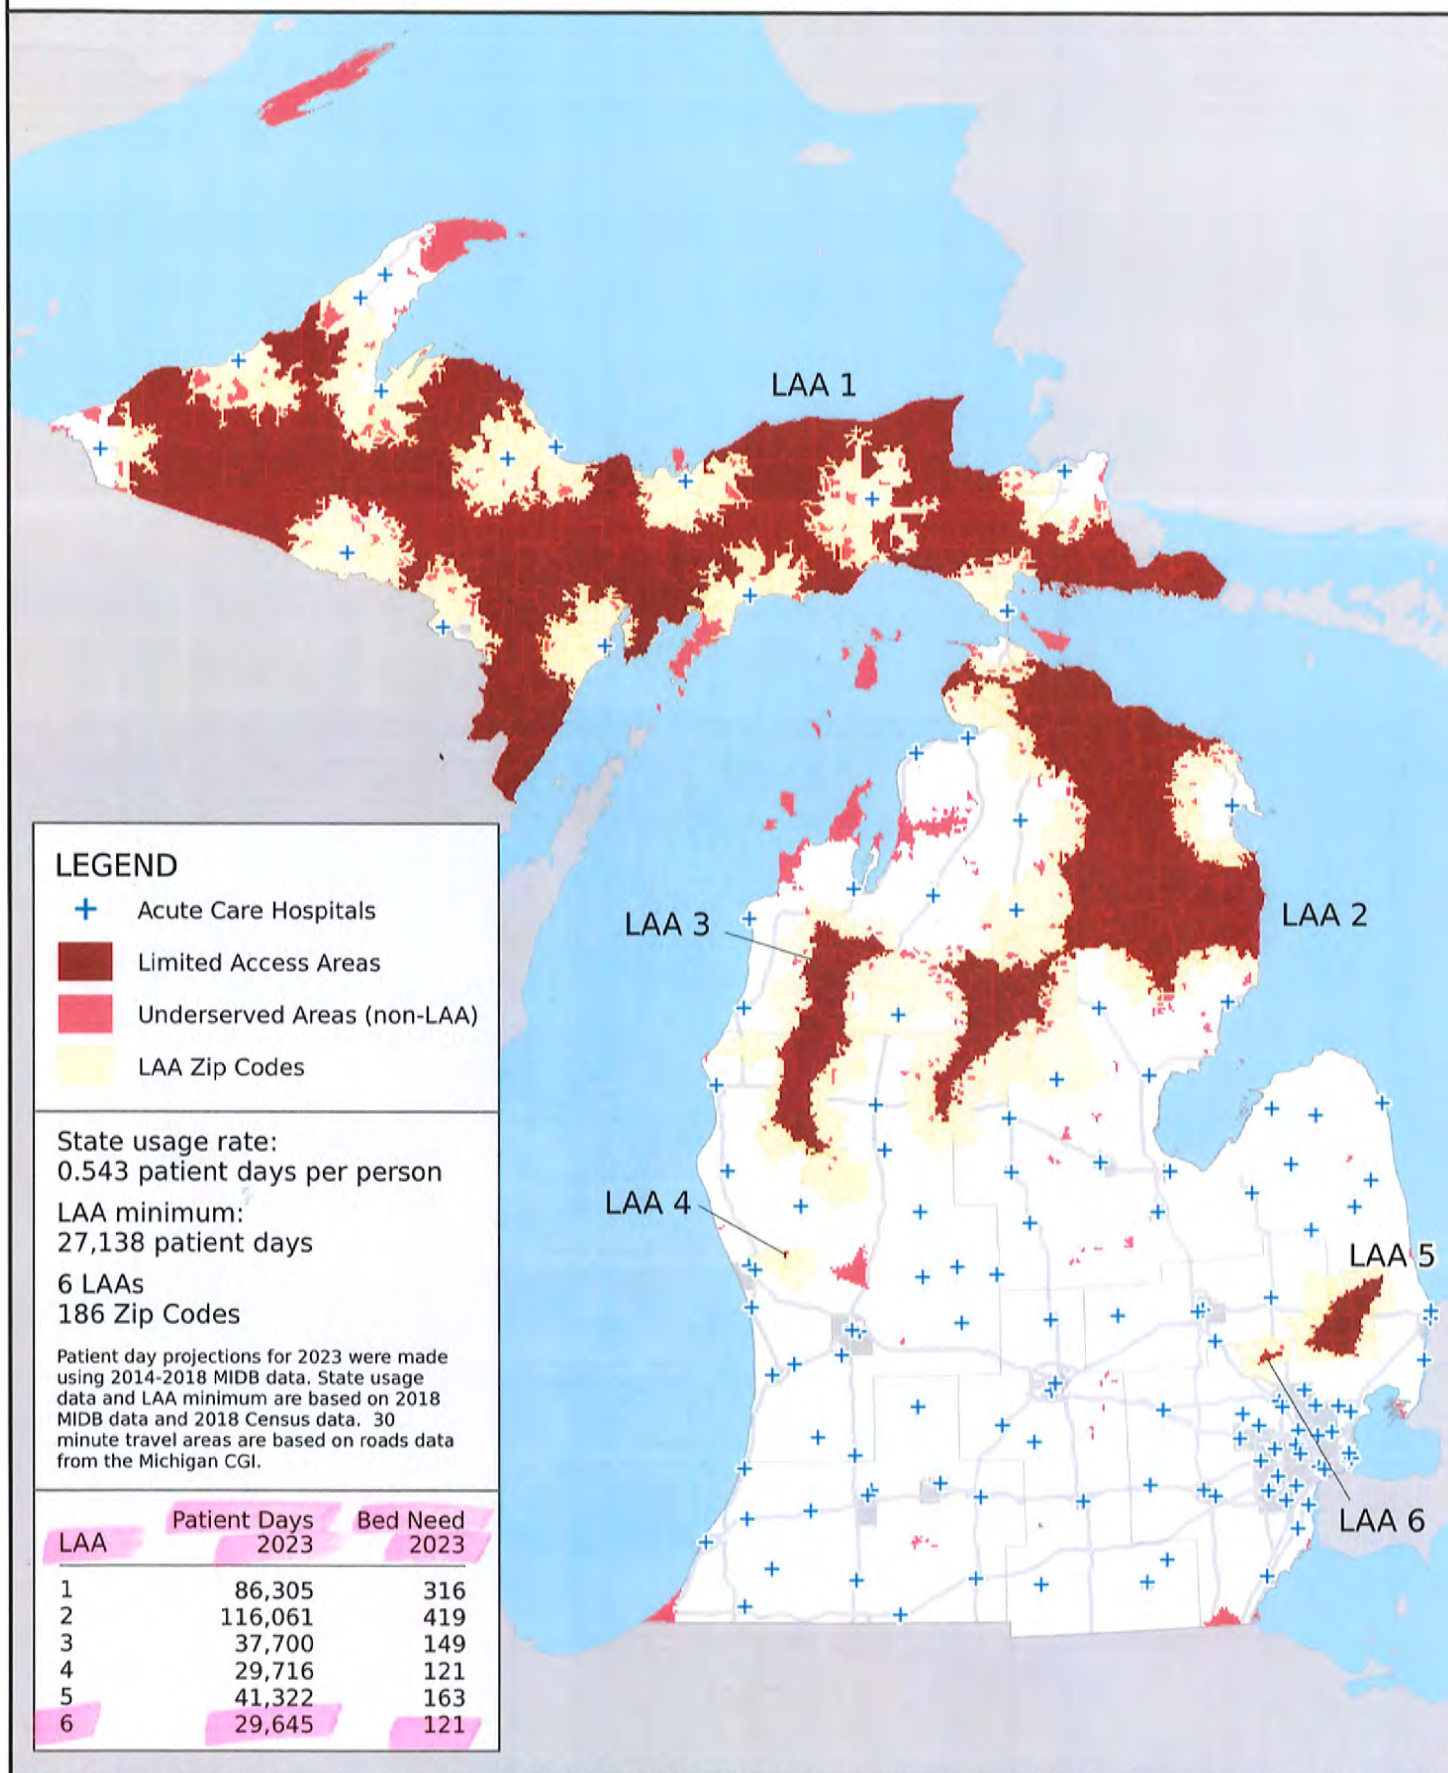 LAA 1
LAA 2
LAA 3
LAA 4
LAA 5
LAA 6
LEGEND
Acute Care Hospitals
Limited Access Areas
Underserved Areas (non-LAA)
LAA Zip Codes
State usage rate:
0.543 patient days per person
LAA minimum:
27,138 patient days
6 LAAs
186 Zip Codes
Patient day projections for 2023 were made
using 2014-2018 MIDB data. State usage
data and LAA minimum are based on 2018
MIDB data and 2018 Census data. 30
minute travel areas are based on roads data
from the Michigan CGI.
LAA Patient Days 2023 Bed Need 2023
1 86,305 316
2 116,061 419
3 37,700 149
4 29,716 121
5 41,322 163
6 29,645 121